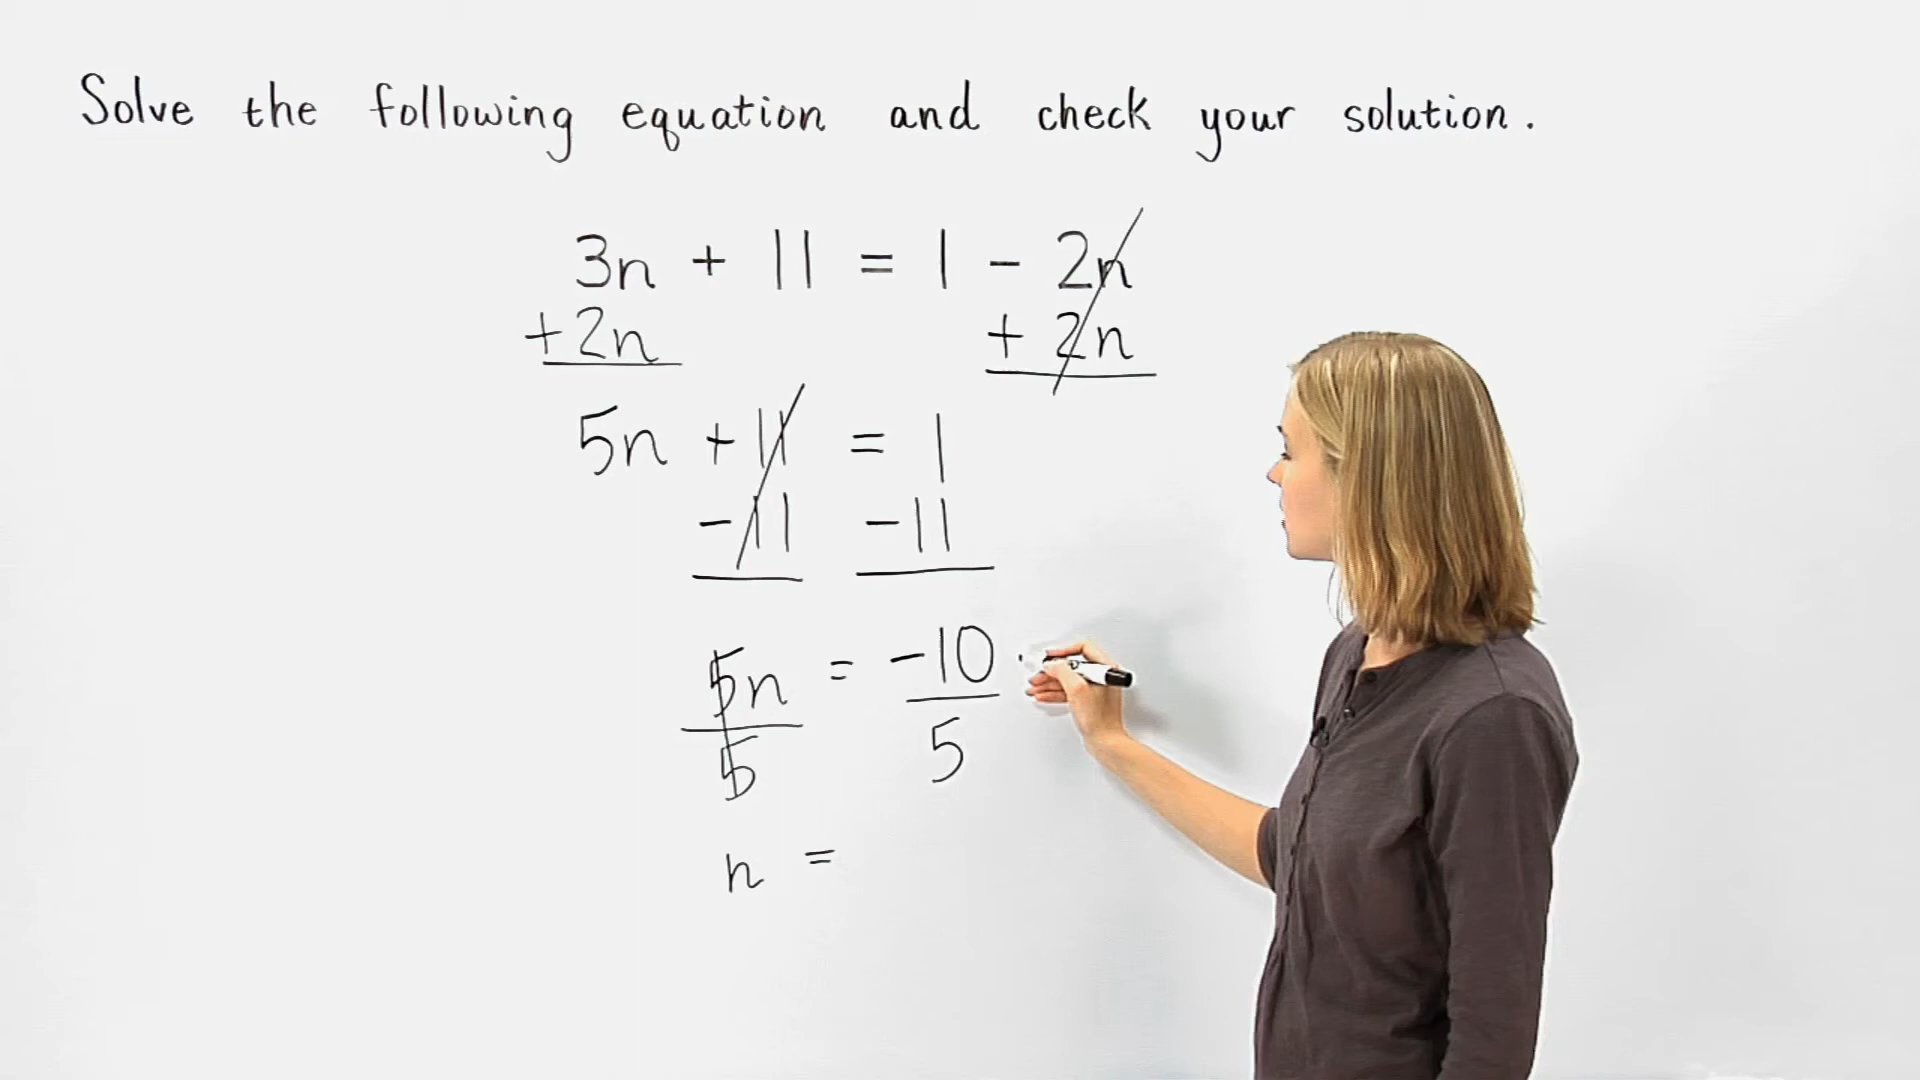 Solve the following equation and check your solution.
3n + 11 = 1 - 2n
+2n + 2n
5n + 11 = 1
-11 -11
5n = -10
5 5
n =